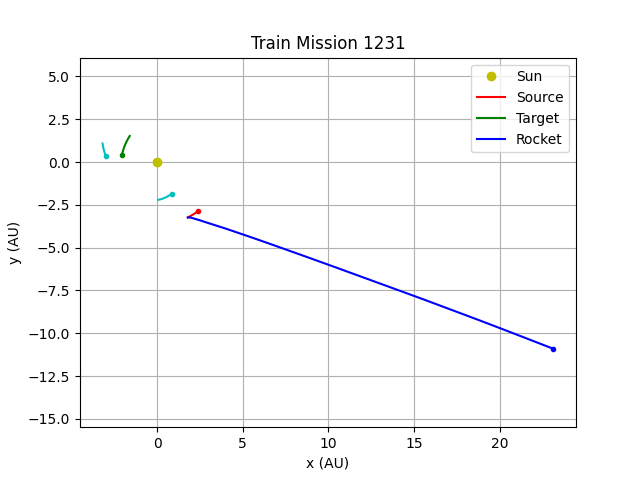 Train Mission 1231
Sun
Source
Target
Rocket
5.0
2.5
0.0
−2.5
−5.0
−7.5
−10.0
−12.5
−15.0
y (AU)
0 5 10 15 20
x (AU)